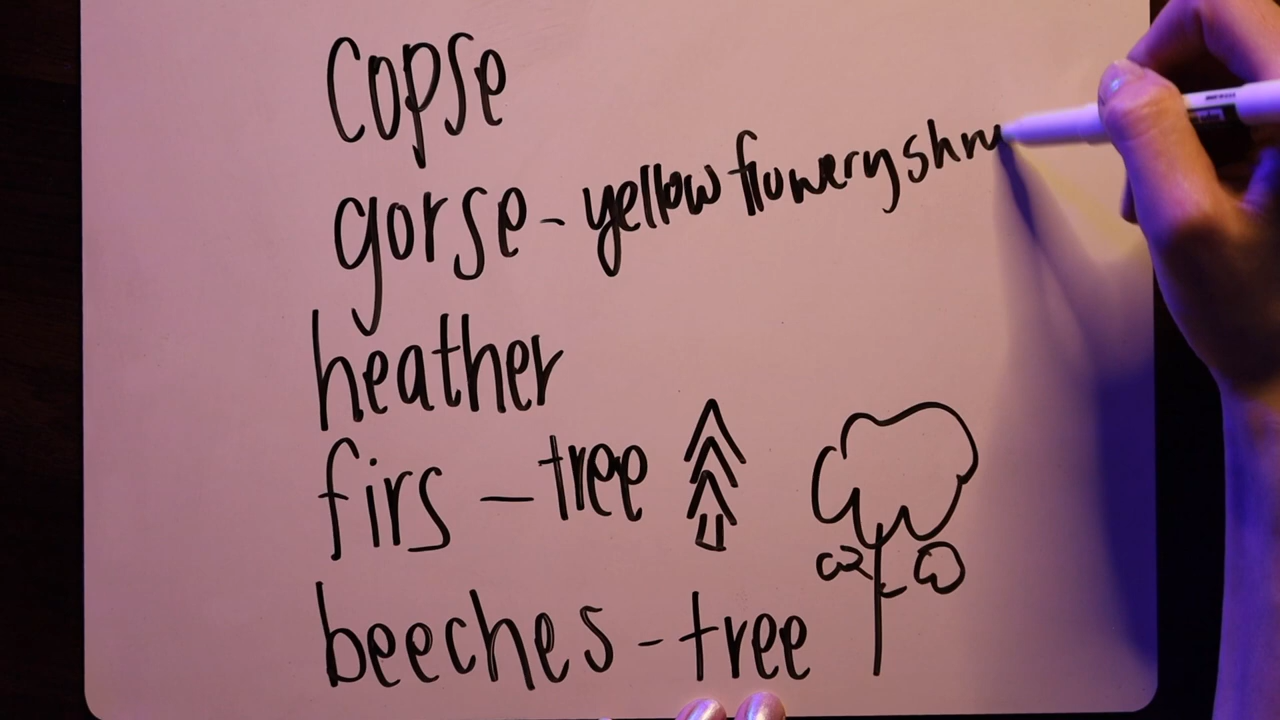 copse
gorse - yellow flowery shru
heather
firs - tree
beeches - tree